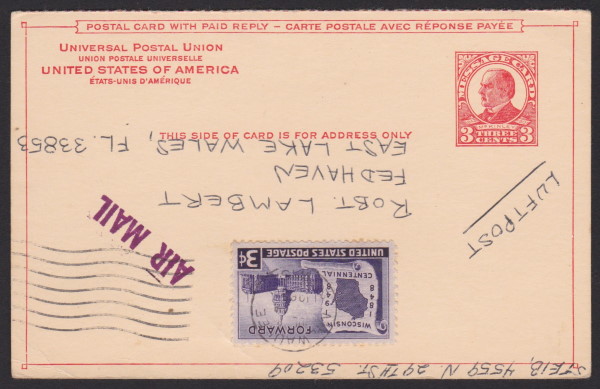 POSTAL CARD WITH PAID REPLY – CARTE POSTALE AVEC RÉPONSE PAYÉE
UNIVERSAL POSTAL UNION
UNION POSTALE UNIVERSELLE
UNITED STATES OF AMERICA
ÉTATS-UNIS D'AMÉRIQUE
MESSAGE CARD
MCKINLEY
3 THREE CENTS 3
THIS SIDE OF CARD IS FOR ADDRESS ONLY
STEIB, 4559 N 29TH ST. 53209
FORWARD
WISCONSIN
1848
1948
CENTENNIAL
UNITED STATES POSTAGE 3¢
LUFTPOST
AIR MAIL
ROBT. LAMBERT
FEDHAVEN
EAST LAKE WALES, FL. 33853